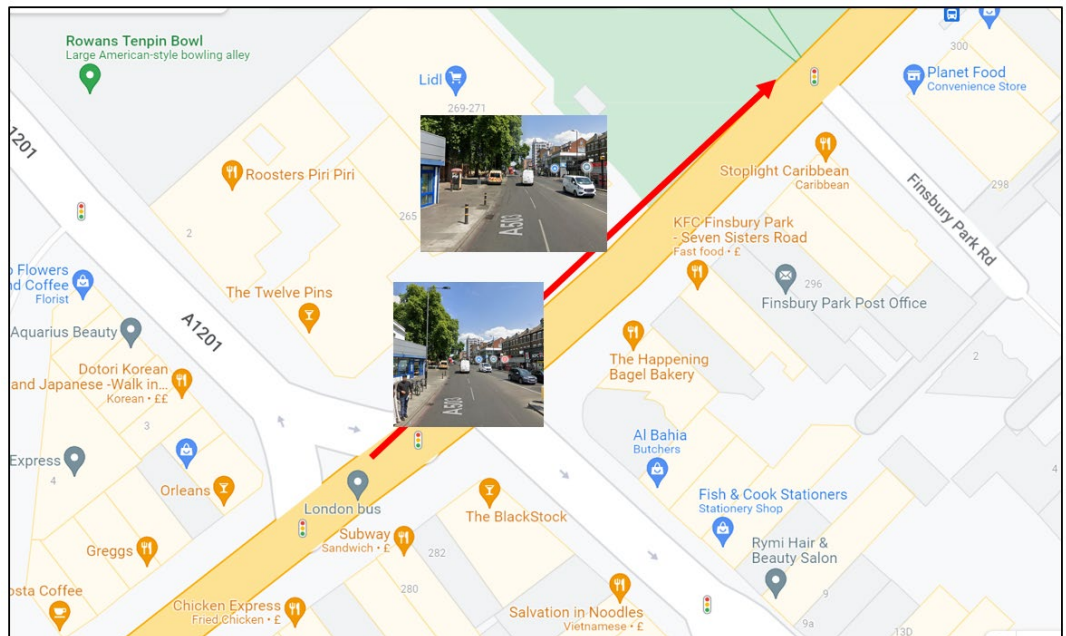 Rowans Tenpin Bowl
Large American-style bowling alley
300
Planet Food
Convenience Store
Lidl
269-271
1201
Stoplight Caribbean
Caribbean
Roosters Piri Piri
265
298
Finsbury Park Rd
KFC Finsbury Park
- Seven Sisters Road
Fast food • £
2
A503
296
Finsbury Park Post Office
o Flowers
nd Coffee
Florist
The Twelve Pins
Aquarius Beauty
A1201
The Happening
Bagel Bakery
2
Dotori Korean
and Japanese -Walk in...
Korean • ££
3
A503
Al Bahia
Butchers
Express
4
4
Orleans
London bus
The BlackStock
Fish & Cook Stationers
Stationery Shop
Subway
Sandwich • £
282
Greggs
Rymi Hair &
Beauty Salon
280
osta Coffee
9
Chicken Express
Fried Chicken • £
Salvation in Noodles
Vietnamese • £
9a
13D